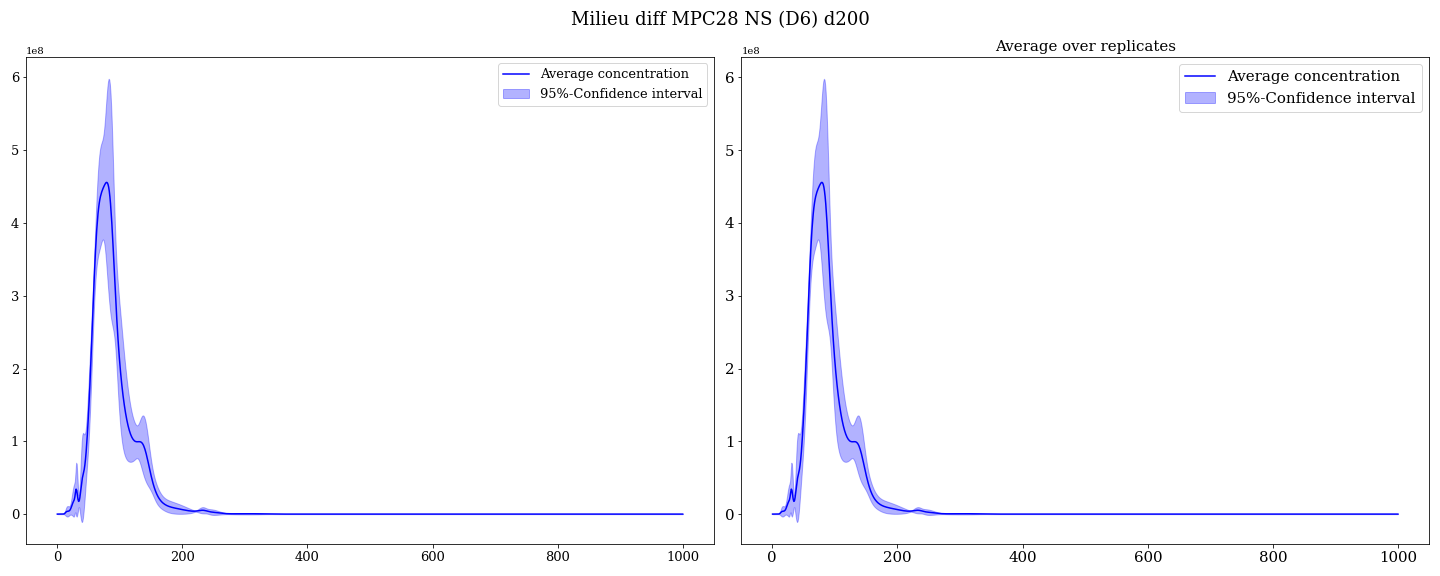 Milieu diff MPC28 NS (D6) d200
1e8
Average concentration
95%-Confidence interval
6
5
4
3
2
1
0
0 200 400 600 800 1000
Average over replicates
1e8
Average concentration
95%-Confidence interval
6
5
4
3
2
1
0
0 200 400 600 800 1000